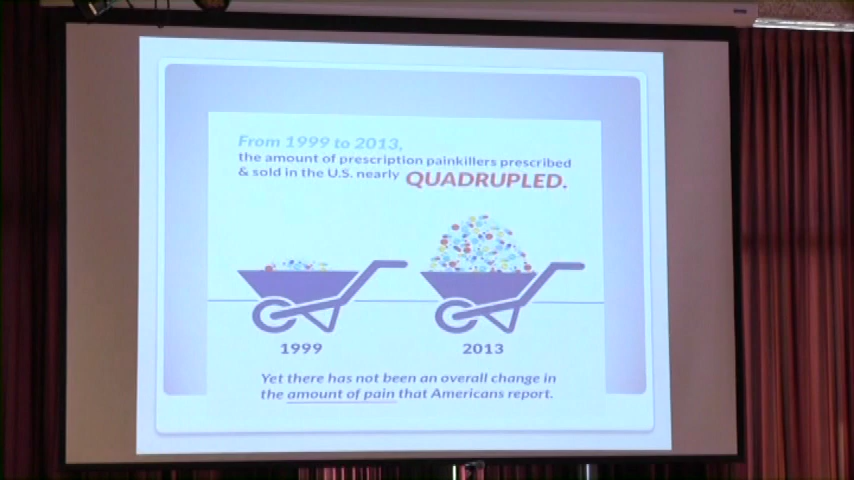 From 1999 to 2013,
the amount of prescription painkillers prescribed
& sold in the U.S. nearly QUADRUPLED.
1999 2013
Yet there has not been an overall change in
the amount of pain that Americans report.